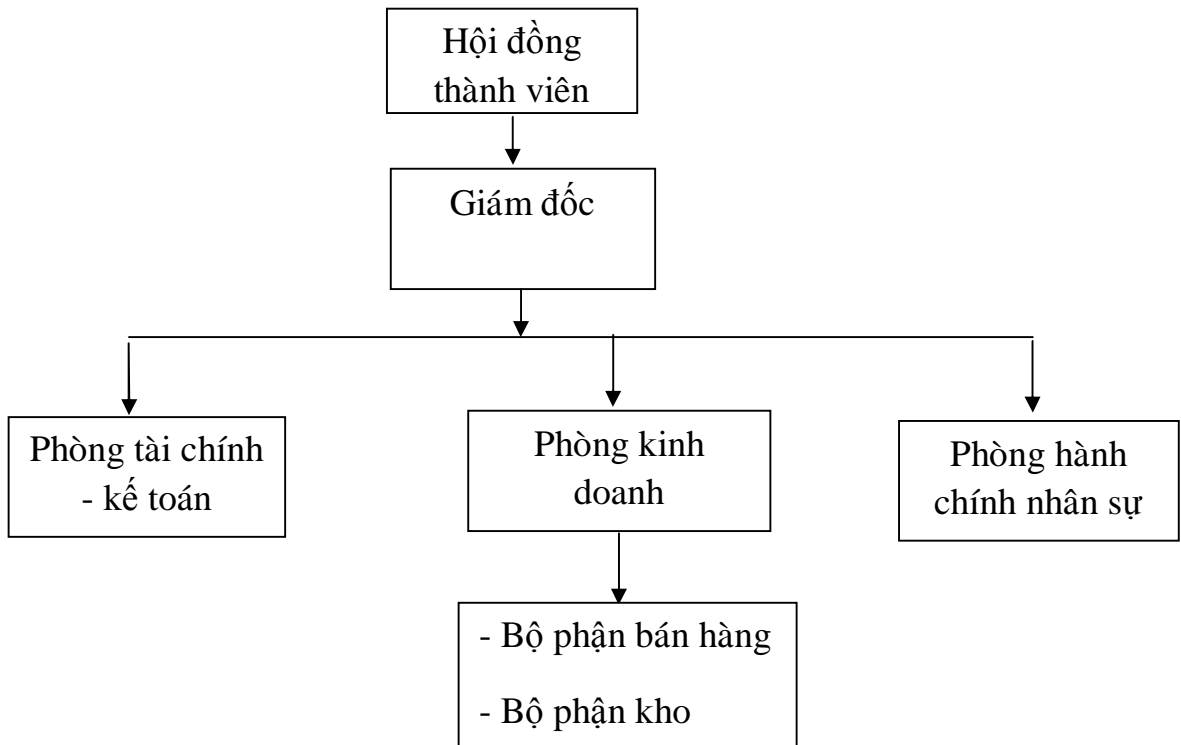 Hội đồng
thành viên
Giám đốc
Phòng tài chính
- kế toán
Phòng kinh
doanh
Phòng hành
chính nhân sự
- Bộ phận bán hàng
- Bộ phận kho